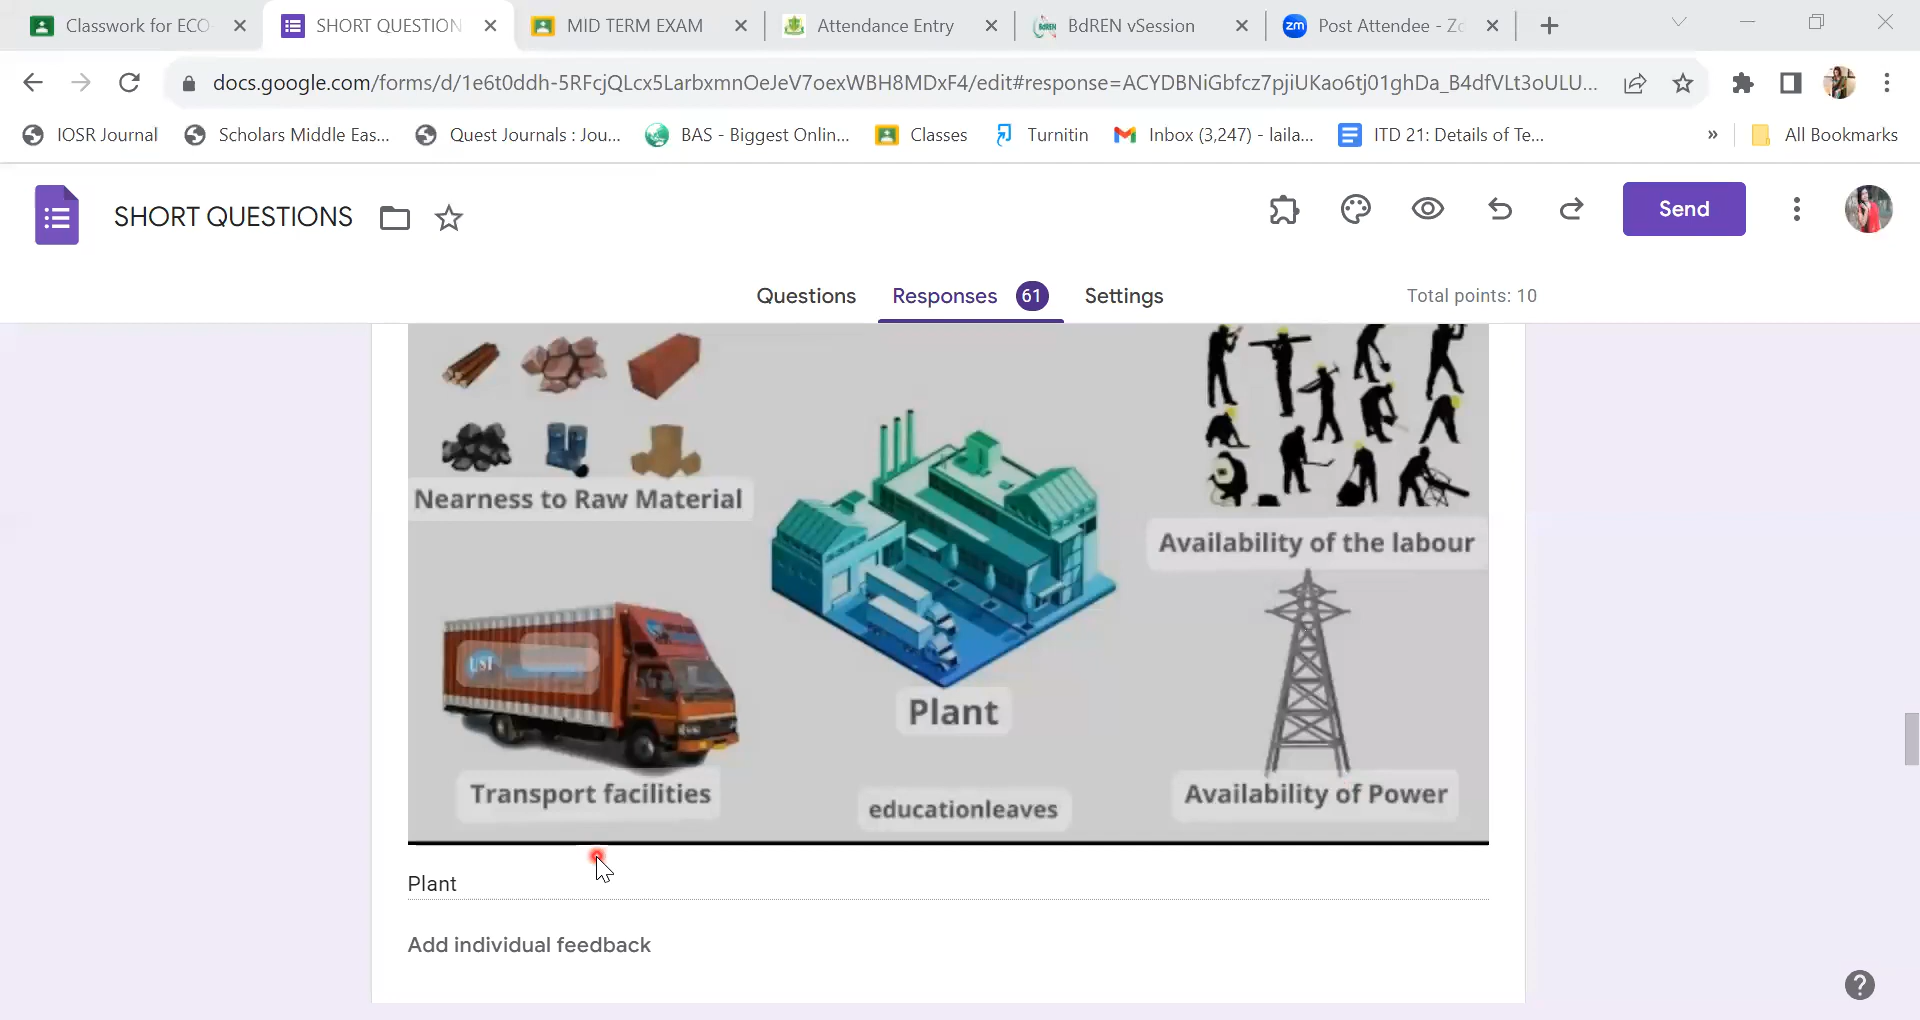 Classwork for ECO
SHORT QUESTION
MID TERM EXAM
Attendance Entry
BdREN vSession
zm Post Attendee - Zo
docs.google.com/forms/d/1e6t0ddh-5RFcjQLcx5LarbxmnOeJeV7oexWBH8MDxF4/edit#response=ACYDBNiGbfcz7pjiUKao6tj01ghDa_B4dfVLt3oULU...
IOSR Journal
Scholars Middle Eas...
Quest Journals : Jou...
BAS - Biggest Onlin...
Classes
Turnitin
Inbox (3,247) - laila...
ITD 21: Details of Te...
»
All Bookmarks
SHORT QUESTIONS
Send
Questions
Responses 61
Settings
Total points: 10
Nearness to Raw Material
Availability of the labour
UST
Plant
Transport facilities
educationleaves
Availability of Power
Plant
Add individual feedback